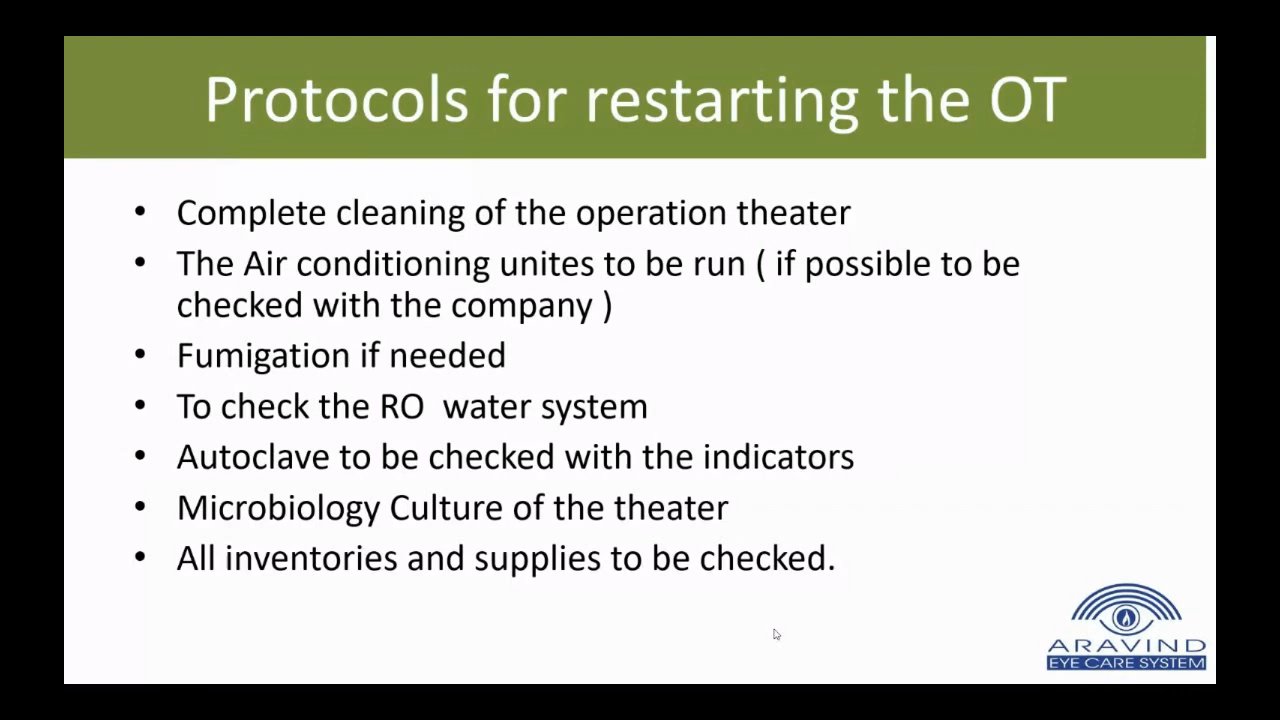 Protocols for restarting the OT
• Complete cleaning of the operation theater
• The Air conditioning unites to be run ( if possible to be
checked with the company )
• Fumigation if needed
• To check the RO  water system
• Autoclave to be checked with the indicators
• Microbiology Culture of the theater
• All inventories and supplies to be checked.
ARAVIND
EYE CARE SYSTEM